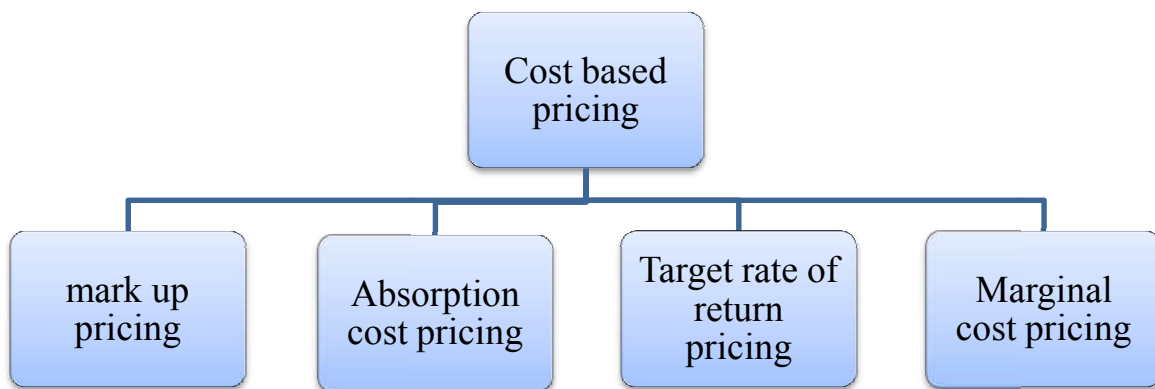 Cost based
pricing
mark up
pricing
Absorption
cost pricing
Target rate of
return
pricing
Marginal
cost pricing